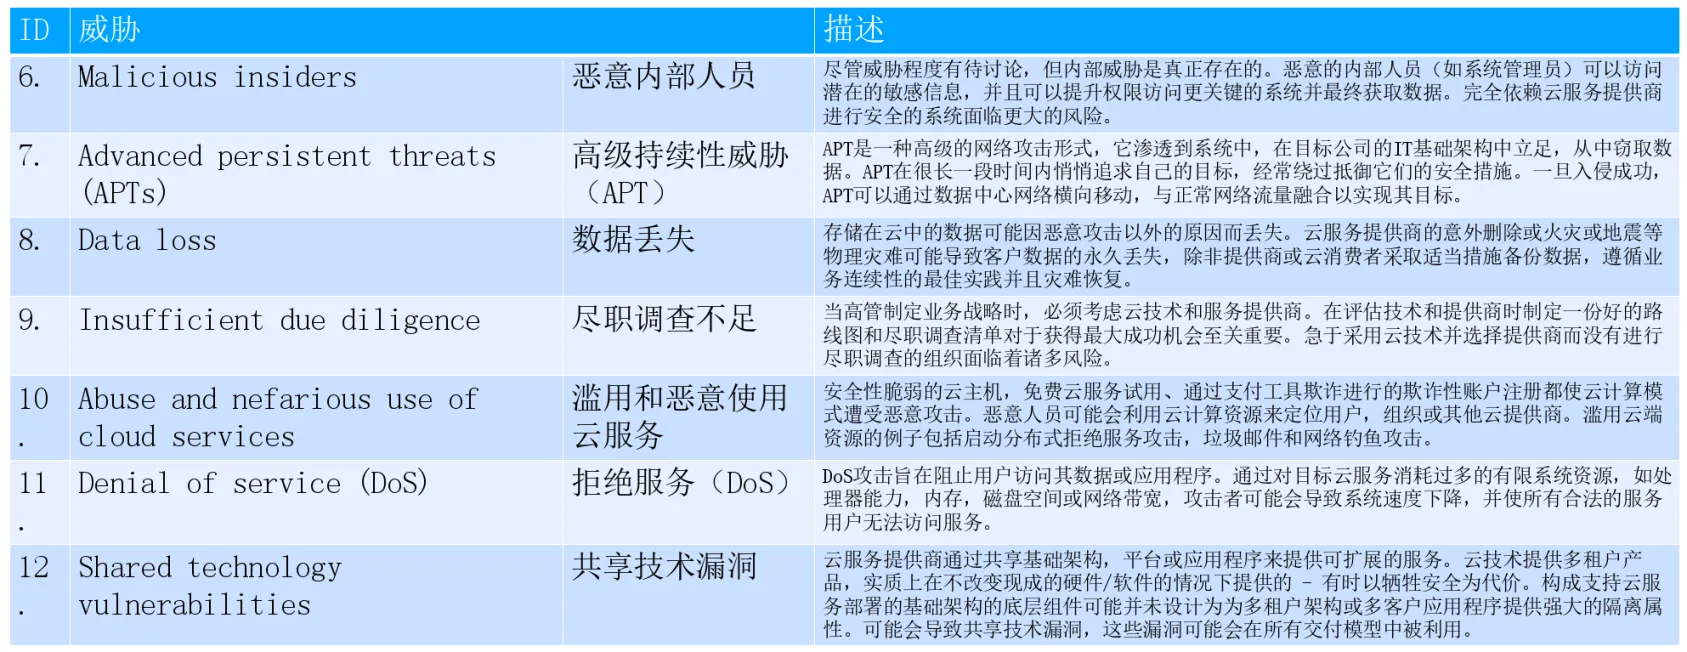 ID 威胁 描述
6. Malicious insiders 恶意内部人员
尽管威胁程度有待讨论，但内部威胁是真正存在的。恶意的内部人员（如系统管理员）可以访问
潜在的敏感信息，并且可以提升权限访问更关键的系统并最终获取数据。完全依赖云服务提供商
进行安全的系统面临更大的风险。
7. Advanced persistent threats
(APTs)
高级持续性威胁
（APT）
APT是一种高级的网络攻击形式，它渗透到系统中，在目标公司的IT基础架构中立足，从中窃取数
据。APT在很长一段时间内悄悄追求自己的目标，经常绕过抵御它们的安全措施。一旦入侵成功，
APT可以通过数据中心网络横向移动，与正常网络流量融合以实现其目标。
8. Data loss 数据丢失
存储在云中的数据可能因恶意攻击以外的原因而丢失。云服务提供商的意外删除或火灾或地震等
物理灾难可能导致客户数据的永久丢失，除非提供商或云消费者采取适当措施备份数据，遵循业
务连续性的最佳实践并且灾难恢复。
9. Insufficient due diligence 尽职调查不足
当高管制定业务战略时，必须考虑云技术和服务提供商。在评估技术和提供商时制定一份好的路
线图和尽职调查清单对于获得最大成功机会至关重要。急于采用云技术并选择提供商而没有进行
尽职调查的组织面临着诸多风险。
10
.
Abuse and nefarious use of
cloud services
滥用和恶意使用
云服务
安全性脆弱的云主机，免费云服务试用、通过支付工具欺诈进行的欺诈性账户注册都使云计算模
式遭受恶意攻击。恶意人员可能会利用云计算资源来定位用户，组织或其他云提供商。滥用云端
资源的例子包括启动分布式拒绝服务攻击，垃圾邮件和网络钓鱼攻击。
11
.
Denial of service (DoS) 拒绝服务（DoS）
DoS攻击旨在阻止用户访问其数据或应用程序。通过对目标云服务消耗过多的有限系统资源，如处
理器能力，内存，磁盘空间或网络带宽，攻击者可能会导致系统速度下降，并使所有合法的服务
用户无法访问服务。
12
.
Shared technology
vulnerabilities
共享技术漏洞
云服务提供商通过共享基础架构，平台或应用程序来提供可扩展的服务。云技术提供多租户产
品，实质上在不改变现成的硬件/软件的情况下提供的 - 有时以牺牲安全为代价。构成支持云服
务部署的基础架构的底层组件可能并未设计为为多租户架构或多客户应用程序提供强大的隔离属
性。可能会导致共享技术漏洞，这些漏洞可能会在所有交付模型中被利用。